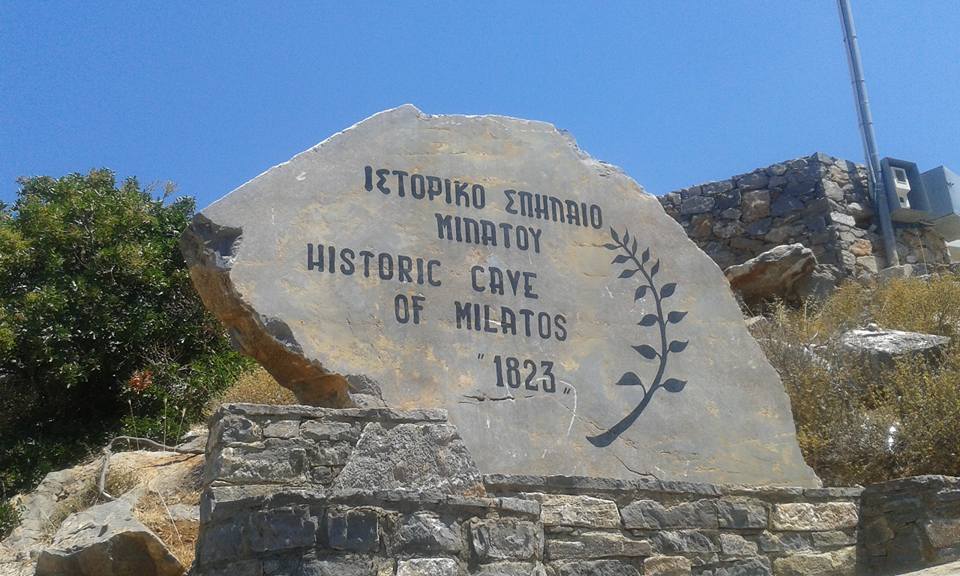 ΙΣΤΟΡΙΚΟ ΣΠΗΛΑΙΟ
ΜΙΛΑΤΟΥ
HISTORIC CAVE
OF MILATOS
"1823"